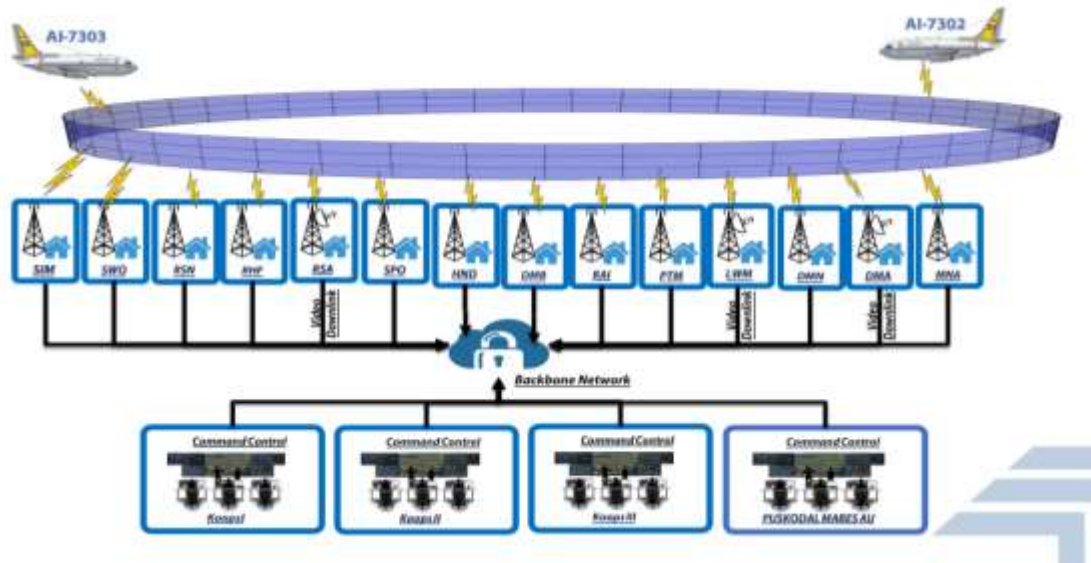 AI-7303
AI-7302
SIM
SWO
RSN
RHF
RSA
SPO
HND
DMB
RAI
PTM
LWM
DMN
DMA
MNA
Video Downlink
Video Downlink
Video Downlink
Backbone Network
Command Control
Command Control
Command Control
Command Control
Koops I
Koops II
Koops III
PUSKODAL MABES AU